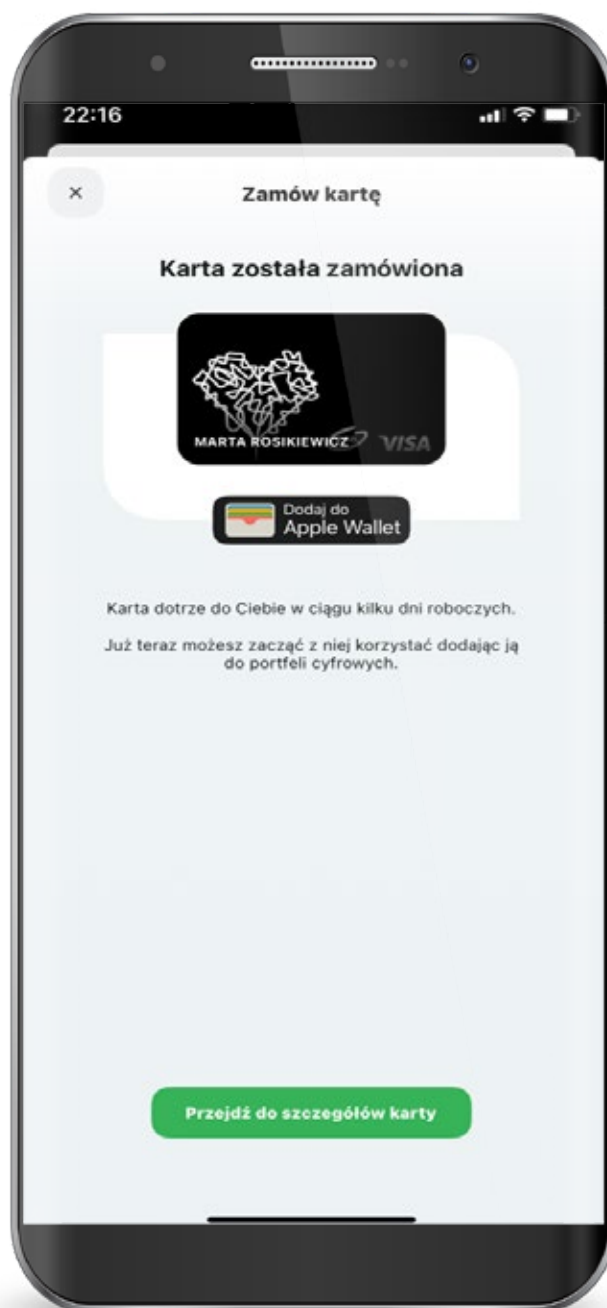 22:16
×
Zamów kartę
Karta została zamówiona
MARTA ROSIKIEWICZ
VISA
Dodaj do
Apple Wallet
Karta dotrze do Ciebie w ciągu kilku dni roboczych.
Już teraz możesz zacząć z niej korzystać dodając ją
do portfeli cyfrowych.
Przejdź do szczegółów karty